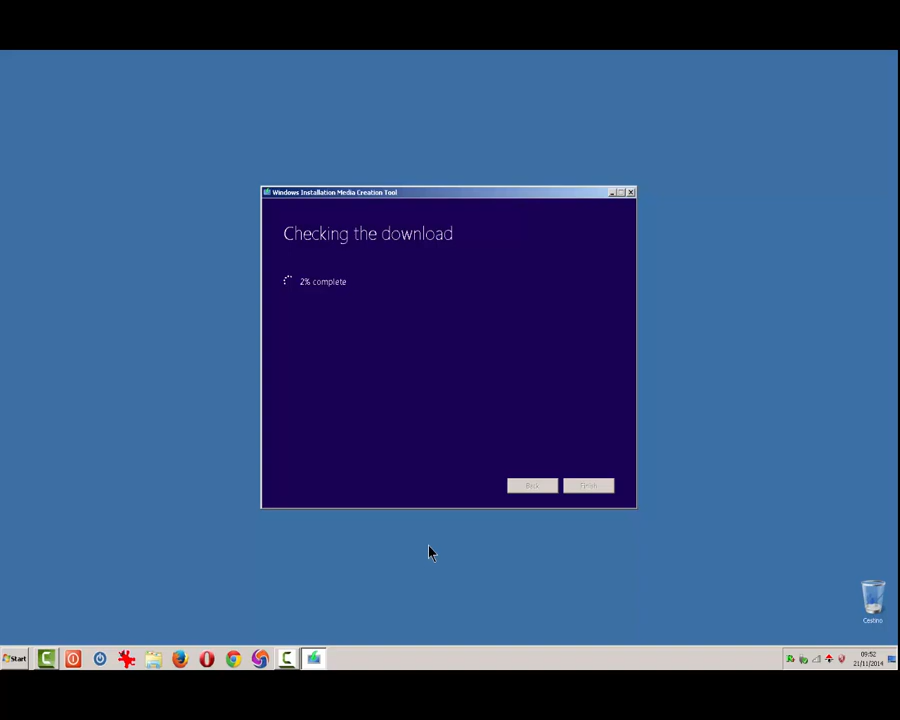 Windows Installation Media Creation Tool
Checking the download
2% complete
Back
Finish
Cestino
Start
09:52
21/11/2014